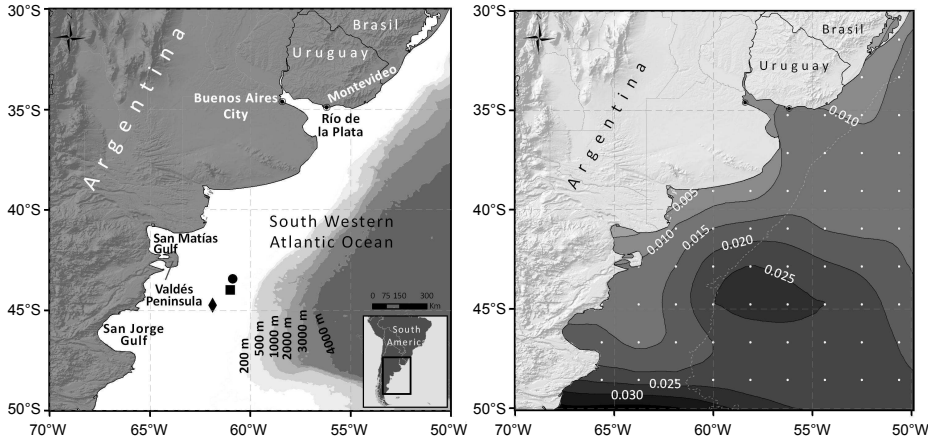 30°S
35°S
40°S
45°S
50°S
70°W
65°W
60°W
55°W
50°W
Brasil
Uruguay
Montevideo
Argentina
Buenos Aires
City
Río de
la Plata
South Western
Atlantic Ocean
San Matías
Gulf
Valdés
Peninsula
San Jorge
Gulf
200 m
500 m
1000 m
2000 m
3000 m
4000 m
0 75 150 300
Km
South
America
30°S
35°S
40°S
45°S
50°S
70°W
65°W
60°W
55°W
50°W
Brasil
Uruguay
Argentina
0.010
0.005
0.010
0.015
0.020
0.025
0.025
0.030